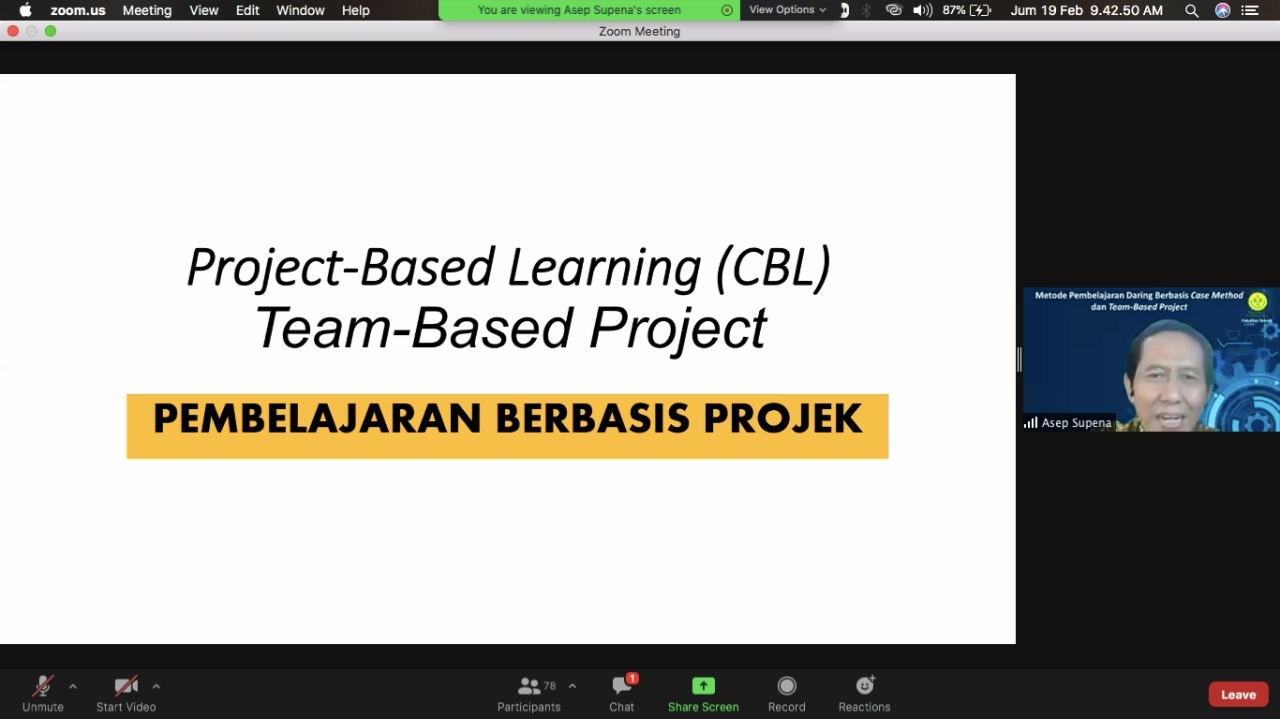 zoom.us Meeting View Edit Window Help
You are viewing Asep Supena's screen
View Options
87%
Jum 19 Feb 9.42.50 AM
Zoom Meeting
Project-Based Learning (CBL)
Team-Based Project
PEMBELAJARAN BERBASIS PROJEK
Metode Pembelajaran Daring Berbasis Case Method
dan Team-Based Project
Fakultas Teknik
Asep Supena
Unmute
Start Video
78
Participants
1
Chat
Share Screen
Record
Reactions
Leave